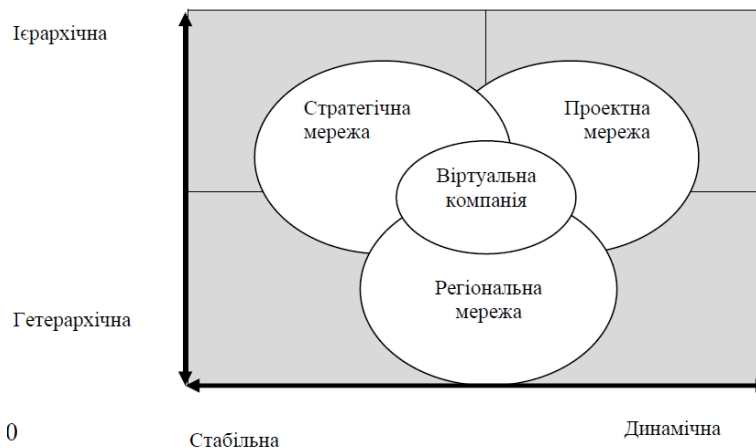 Ієрархічна
Стратегічна
мережа
Проектна
мережа
Віртуальна
компанія
Регіональна
мережа
Гетерархічна
0
Стабільна
Динамічна